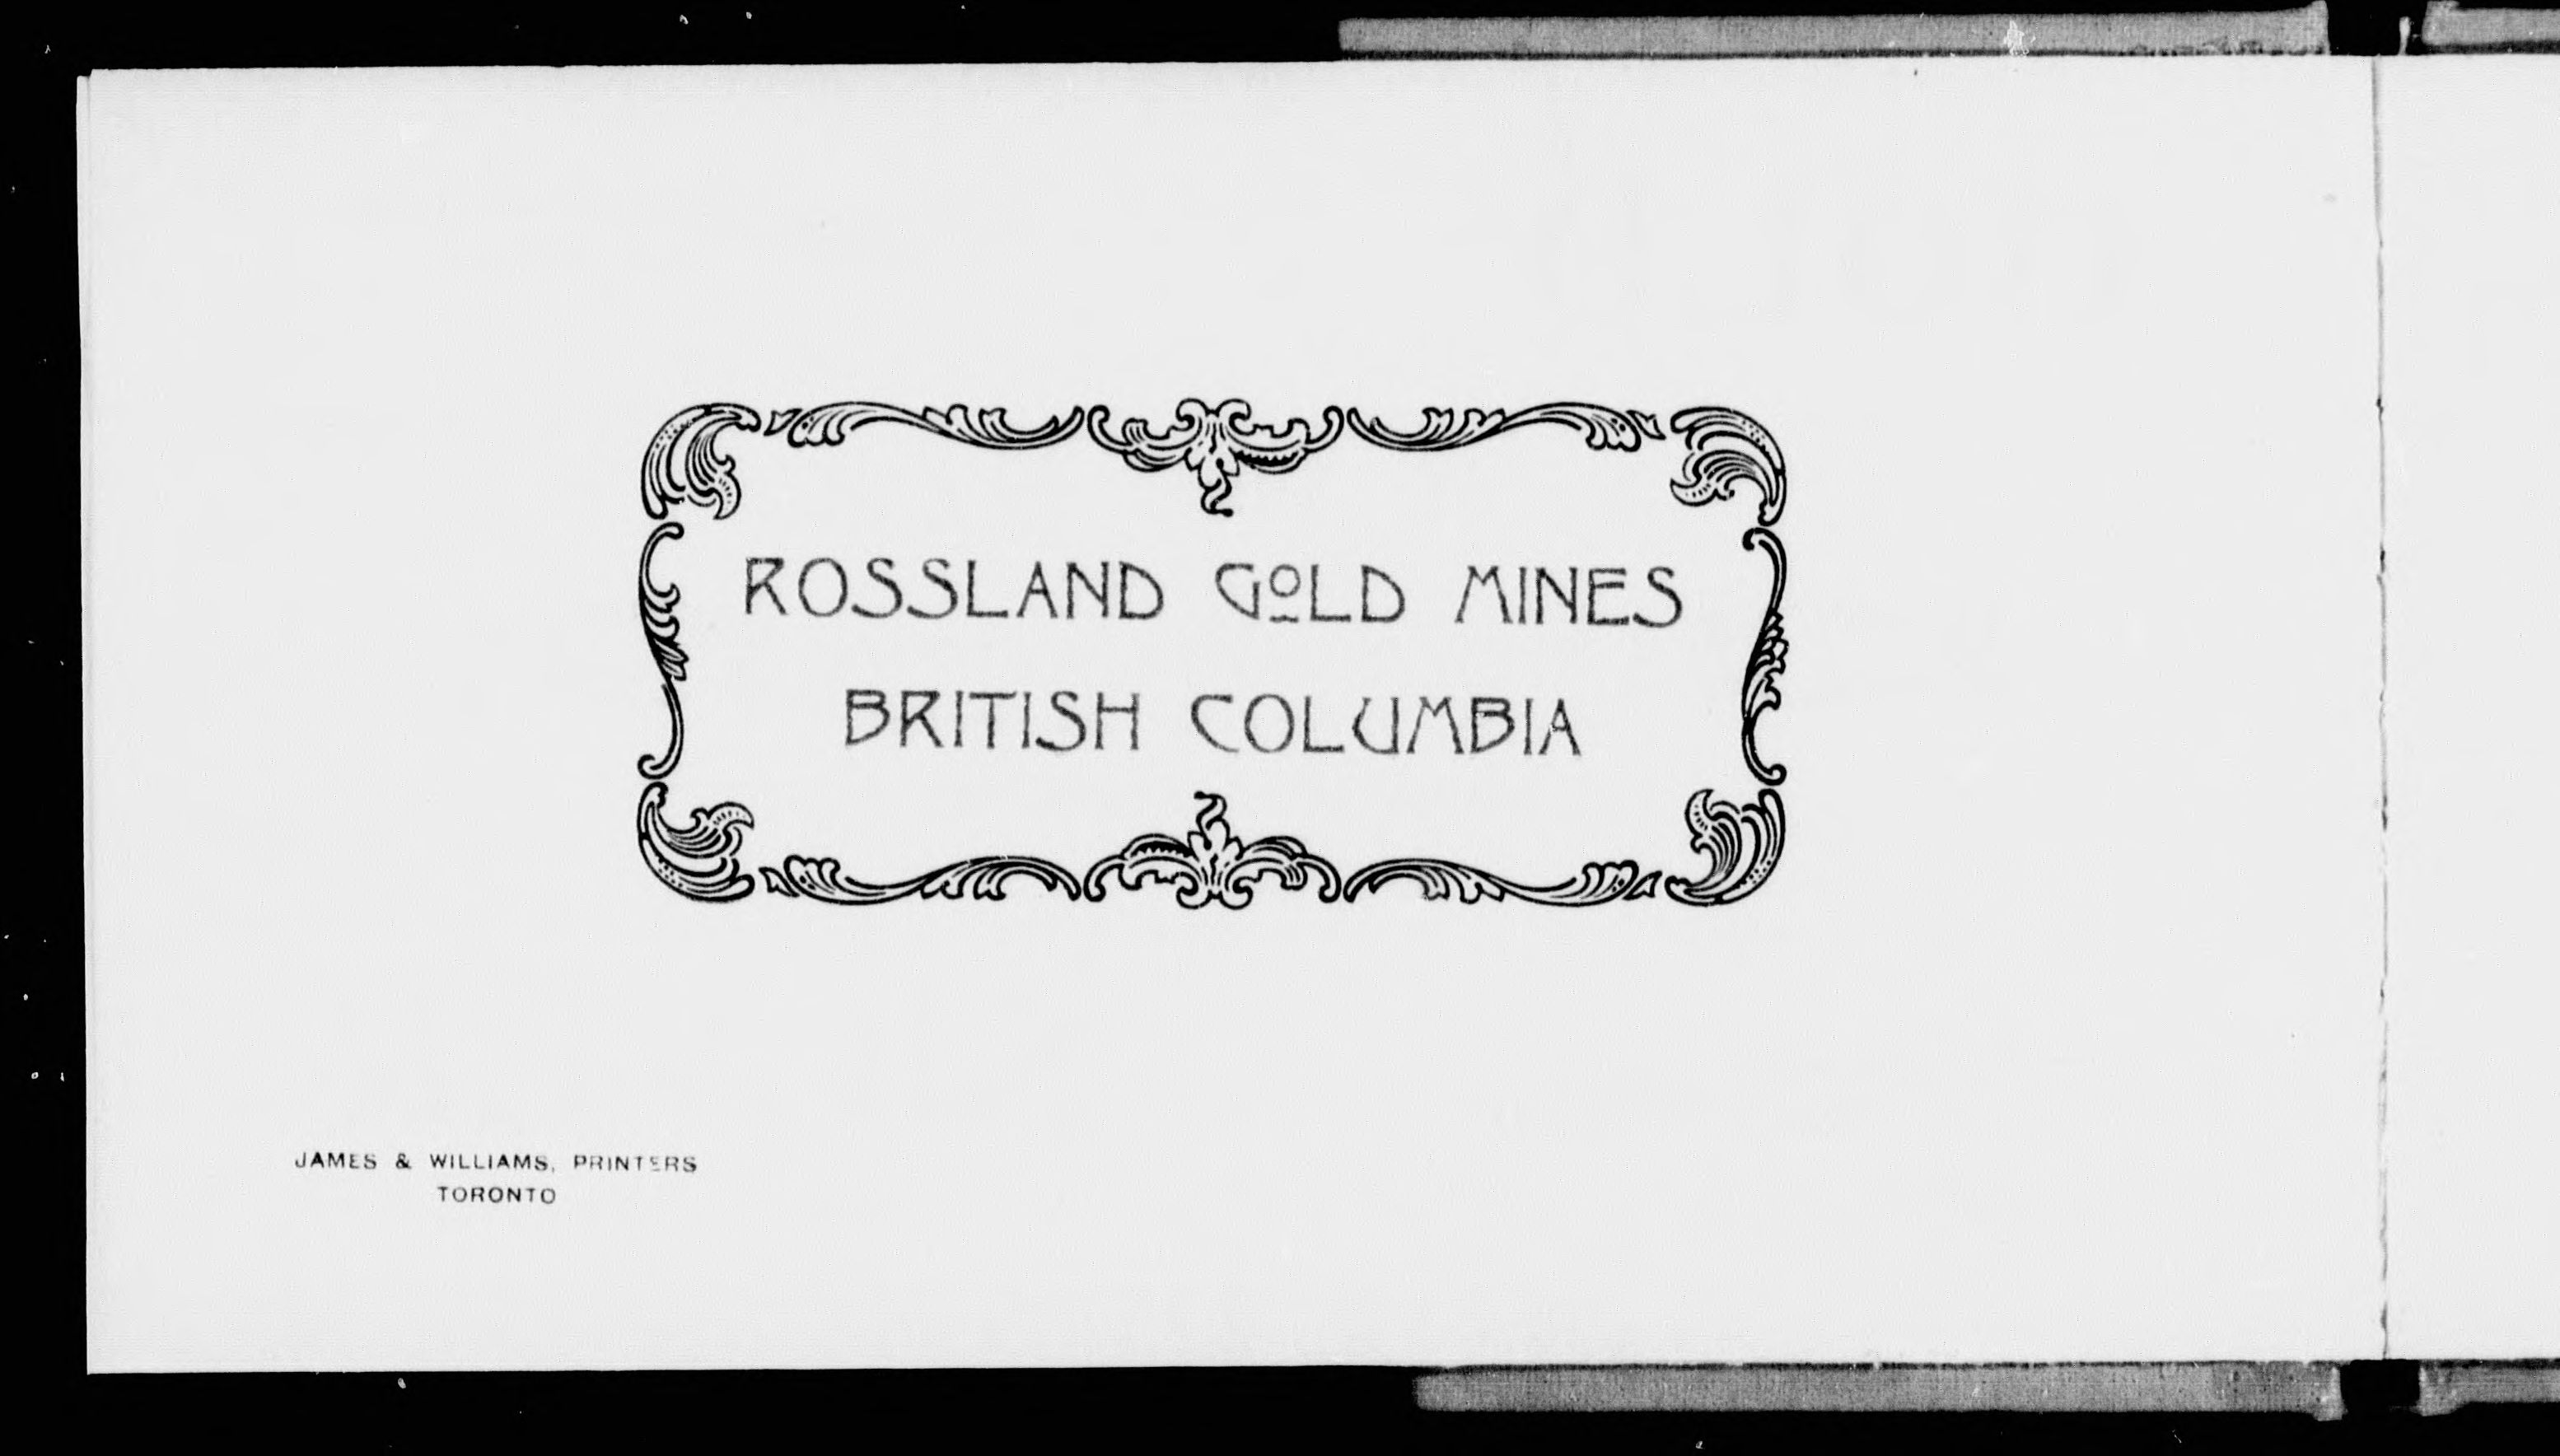 ROSSLAND GOLD MINES
BRITISH COLUMBIA
JAMES & WILLIAMS, PRINTERS
TORONTO